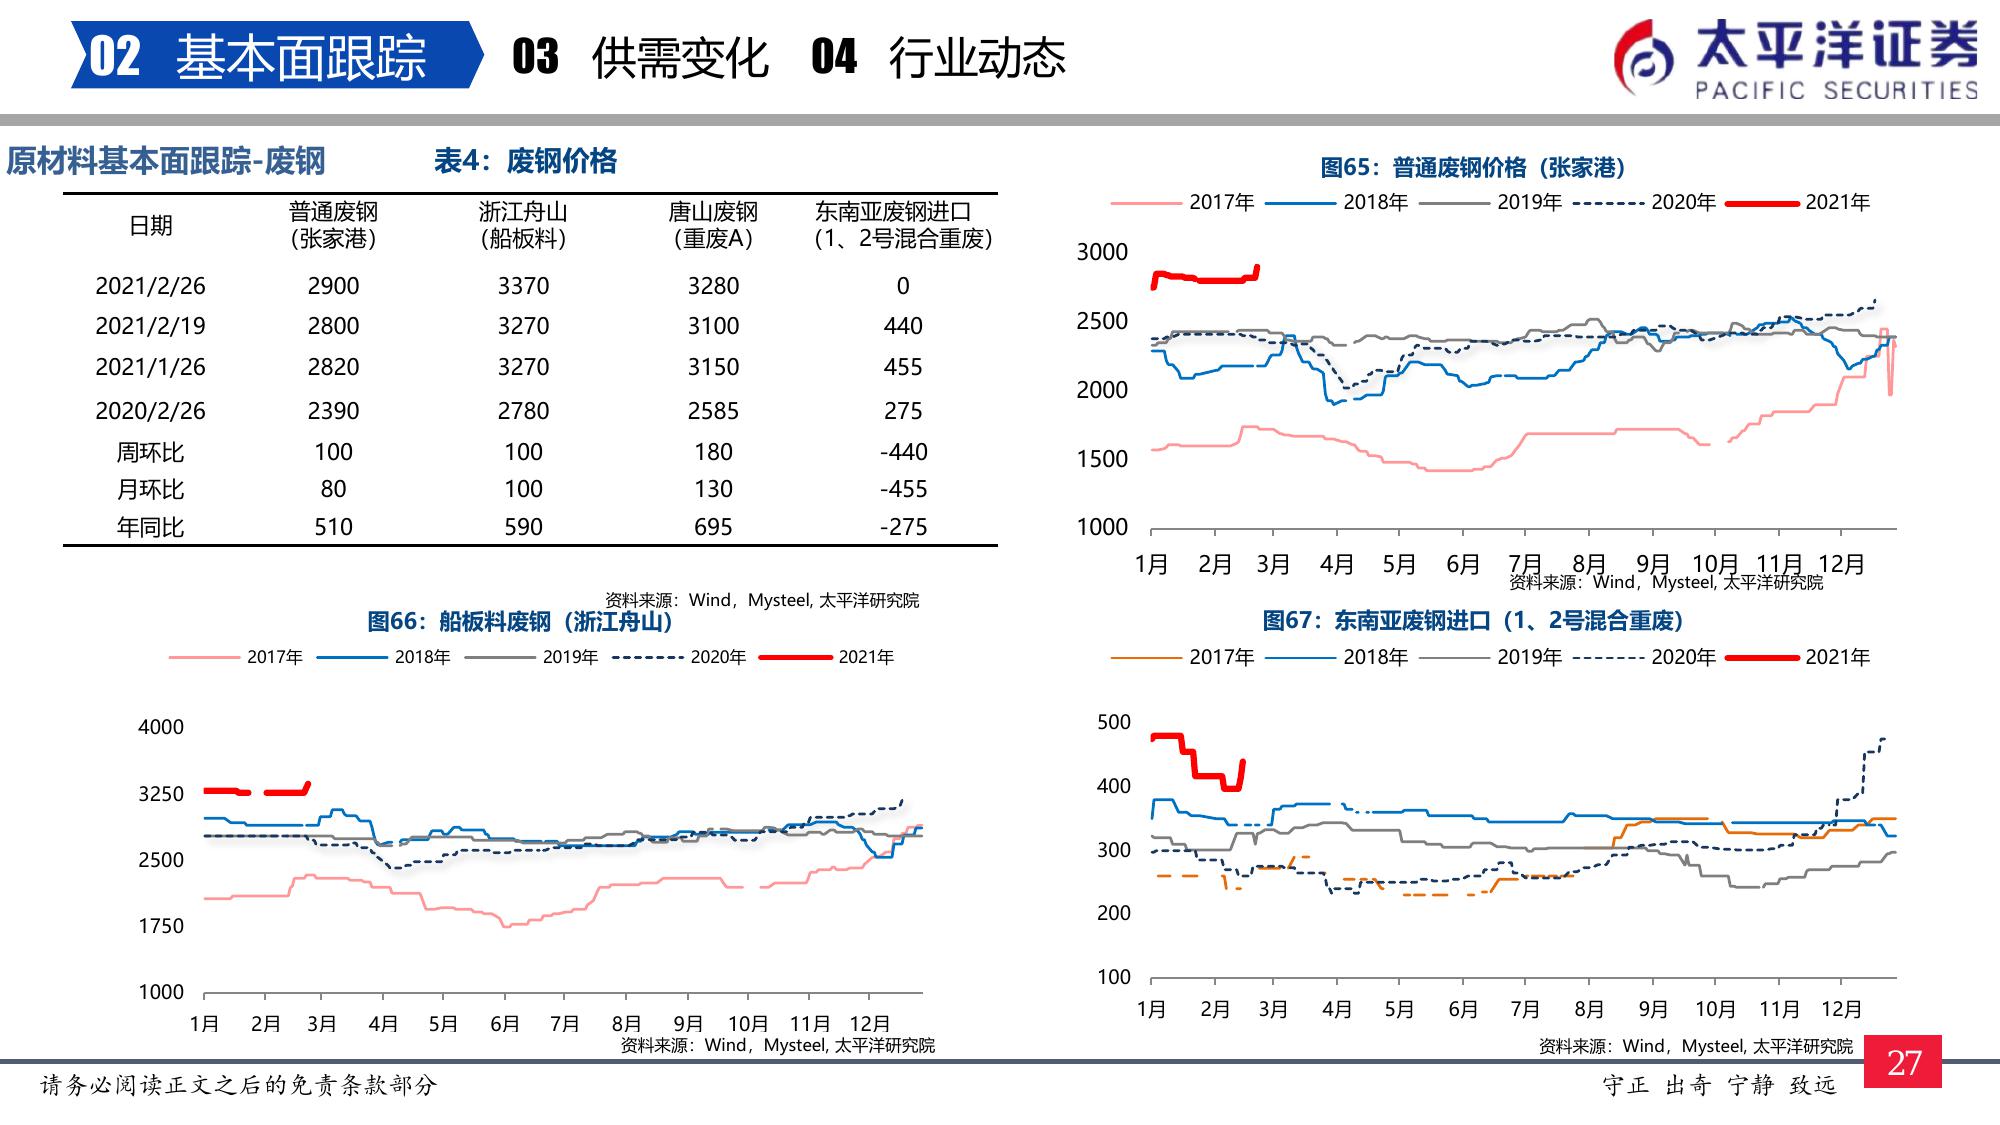 02 基本面跟踪 03 供需变化 04 行业动态
太平洋证券
PACIFIC SECURITIES
原材料基本面跟踪-废钢
表4：废钢价格
日期 普通废钢（张家港） 浙江舟山（船板料） 唐山废钢（重废A） 东南亚废钢进口（1、2号混合重废）
2021/2/26 2900 3370 3280 0
2021/2/19 2800 3270 3100 440
2021/1/26 2820 3270 3150 455
2020/2/26 2390 2780 2585 275
周环比 100 100 180 -440
月环比 80 100 130 -455
年同比 510 590 695 -275
资料来源：Wind，Mysteel, 太平洋研究院
图65：普通废钢价格（张家港）
2017年 2018年 2019年 2020年 2021年
3000
2500
2000
1500
1000
1月 2月 3月 4月 5月 6月 7月 8月 9月 10月 11月 12月
资料来源：Wind，Mysteel, 太平洋研究院
图66：船板料废钢（浙江舟山）
2017年 2018年 2019年 2020年 2021年
4000
3250
2500
1750
1000
1月 2月 3月 4月 5月 6月 7月 8月 9月 10月 11月 12月
资料来源：Wind，Mysteel, 太平洋研究院
图67：东南亚废钢进口（1、2号混合重废）
2017年 2018年 2019年 2020年 2021年
500
400
300
200
100
1月 2月 3月 4月 5月 6月 7月 8月 9月 10月 11月 12月
资料来源：Wind，Mysteel, 太平洋研究院
请务必阅读正文之后的免责条款部分
守正 出奇 宁静 致远
27